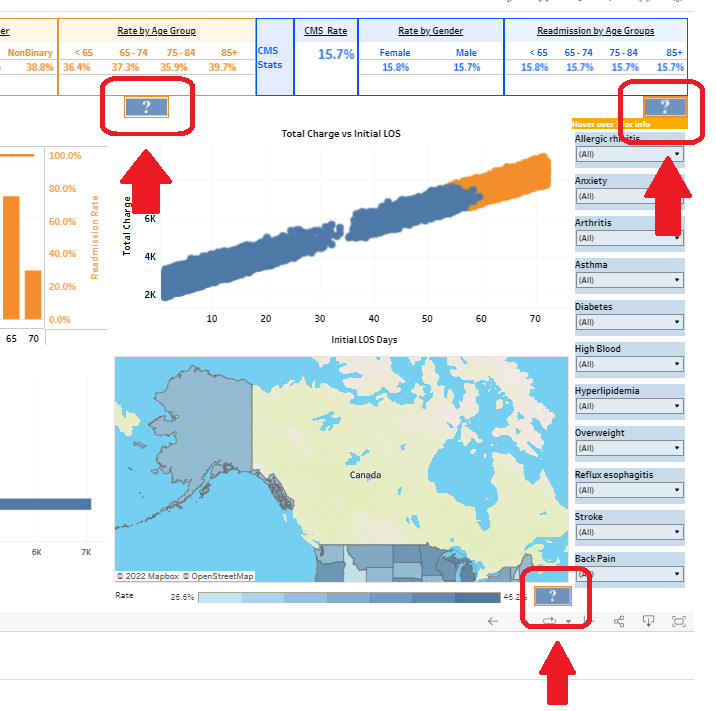 er
Rate by Age Group
CMS Rate
Rate by Gender
Readmission by Age Groups
NonBinary
< 65
65 - 74
75 - 84
85+
CMS
Stats
15.7%
Female
Male
< 65
65 - 74
75 - 84
85+
38.8%
36.4%
37.3%
35.9%
39.7%
15.8%
15.7%
15.8%
15.7%
15.7%
15.7%
?
?
Hover over ? for info
100.0%
80.0%
60.0%
40.0%
20.0%
0.0%
Readmission Rate
65
70
Total Charge vs Initial LOS
Total Charge
6K
4K
2K
10
20
30
40
50
60
70
Initial LOS Days
Allergic rhinitis
(All)
Anxiety
(All)
Arthritis
(All)
Asthma
(All)
Diabetes
(All)
High Blood
(All)
Hyperlipidemia
(All)
Overweight
(All)
Reflux esophagitis
(All)
Stroke
(All)
Back Pain
(All)
6K
7K
Canada
© 2022 Mapbox © OpenStreetMap
Rate
26.6%
46.2%
?